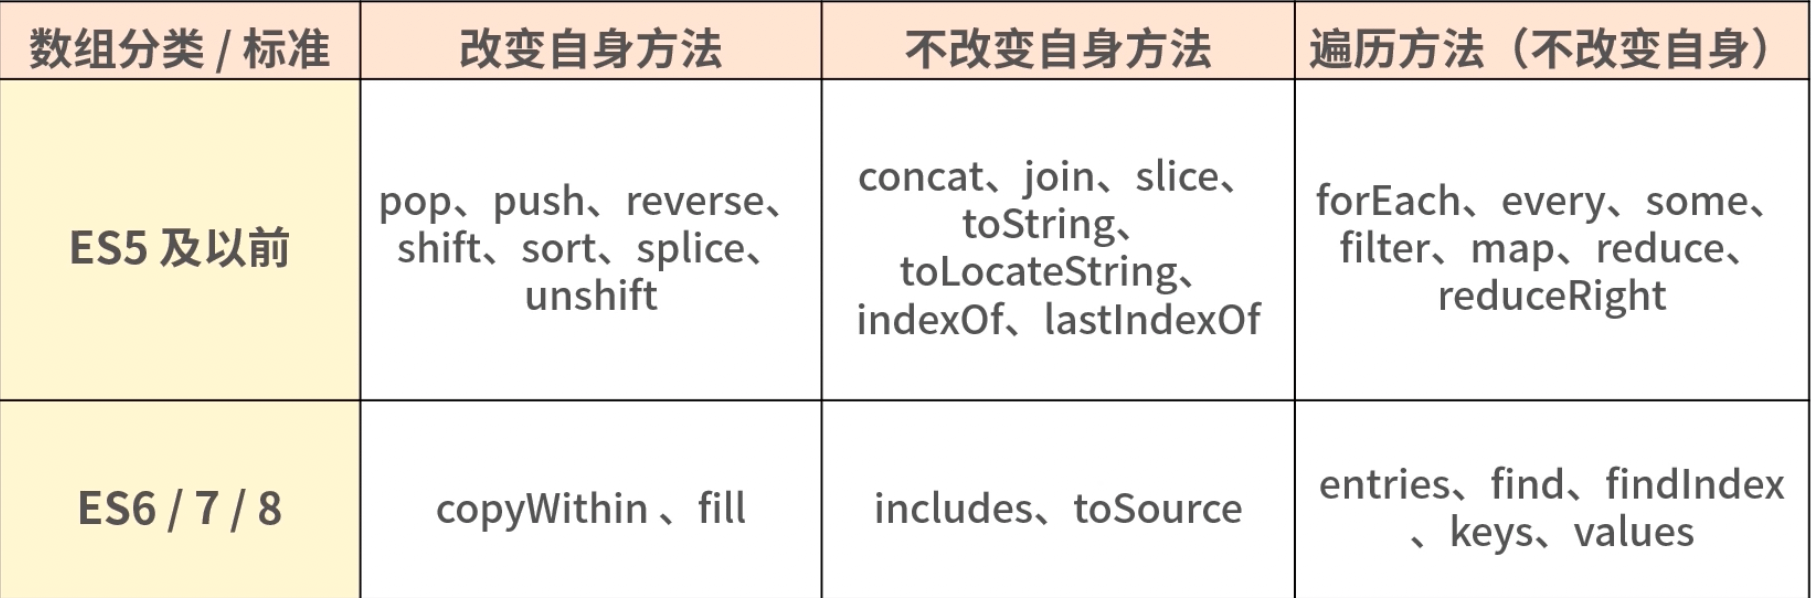 数组分类 / 标准
改变自身方法
不改变自身方法
遍历方法（不改变自身）
ES5 及以前
pop、push、reverse、
shift、sort、splice、
unshift
concat、join、slice、
toString、
toLocateString、
indexOf、lastIndexOf
forEach、every、some、
filter、map、reduce、
reduceRight
ES6 / 7 / 8
copyWithin 、fill
includes、toSource
entries、find、findIndex
、keys、values